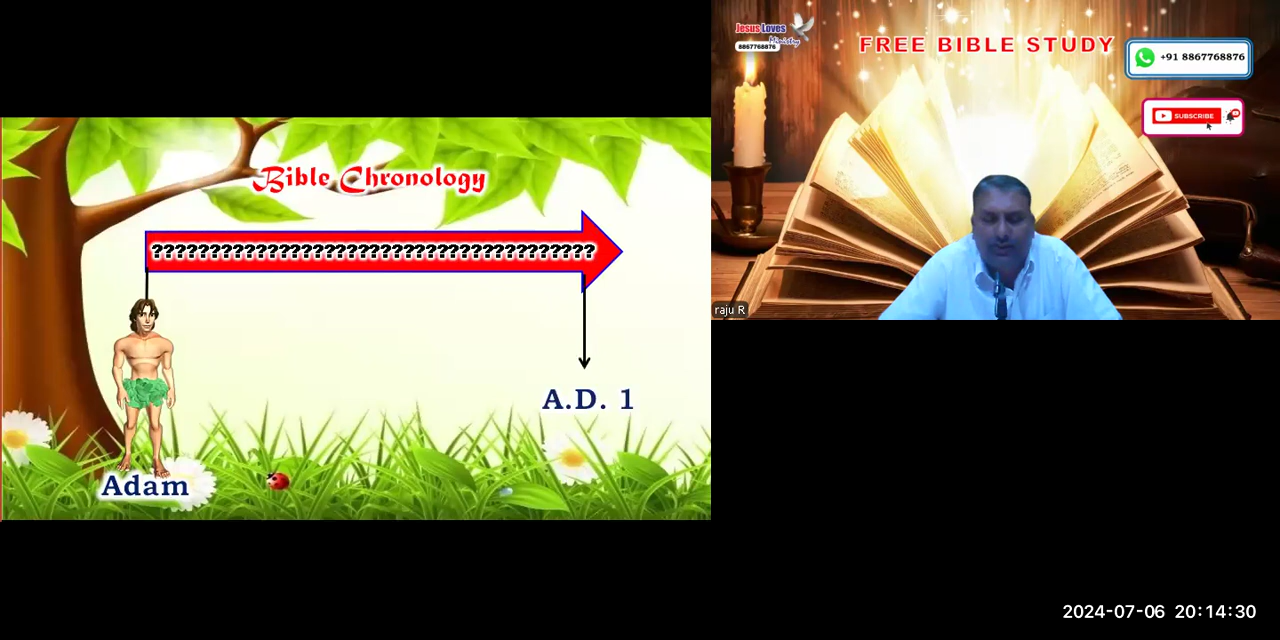 Bible Chronology
??????????????????????????????????????
A.D. 1
Adam
Jesus Loves
Ministry
8867768876
FREE BIBLE STUDY
+91 8867768876
SUBSCRIBE
raju R
2024-07-06 20:14:30